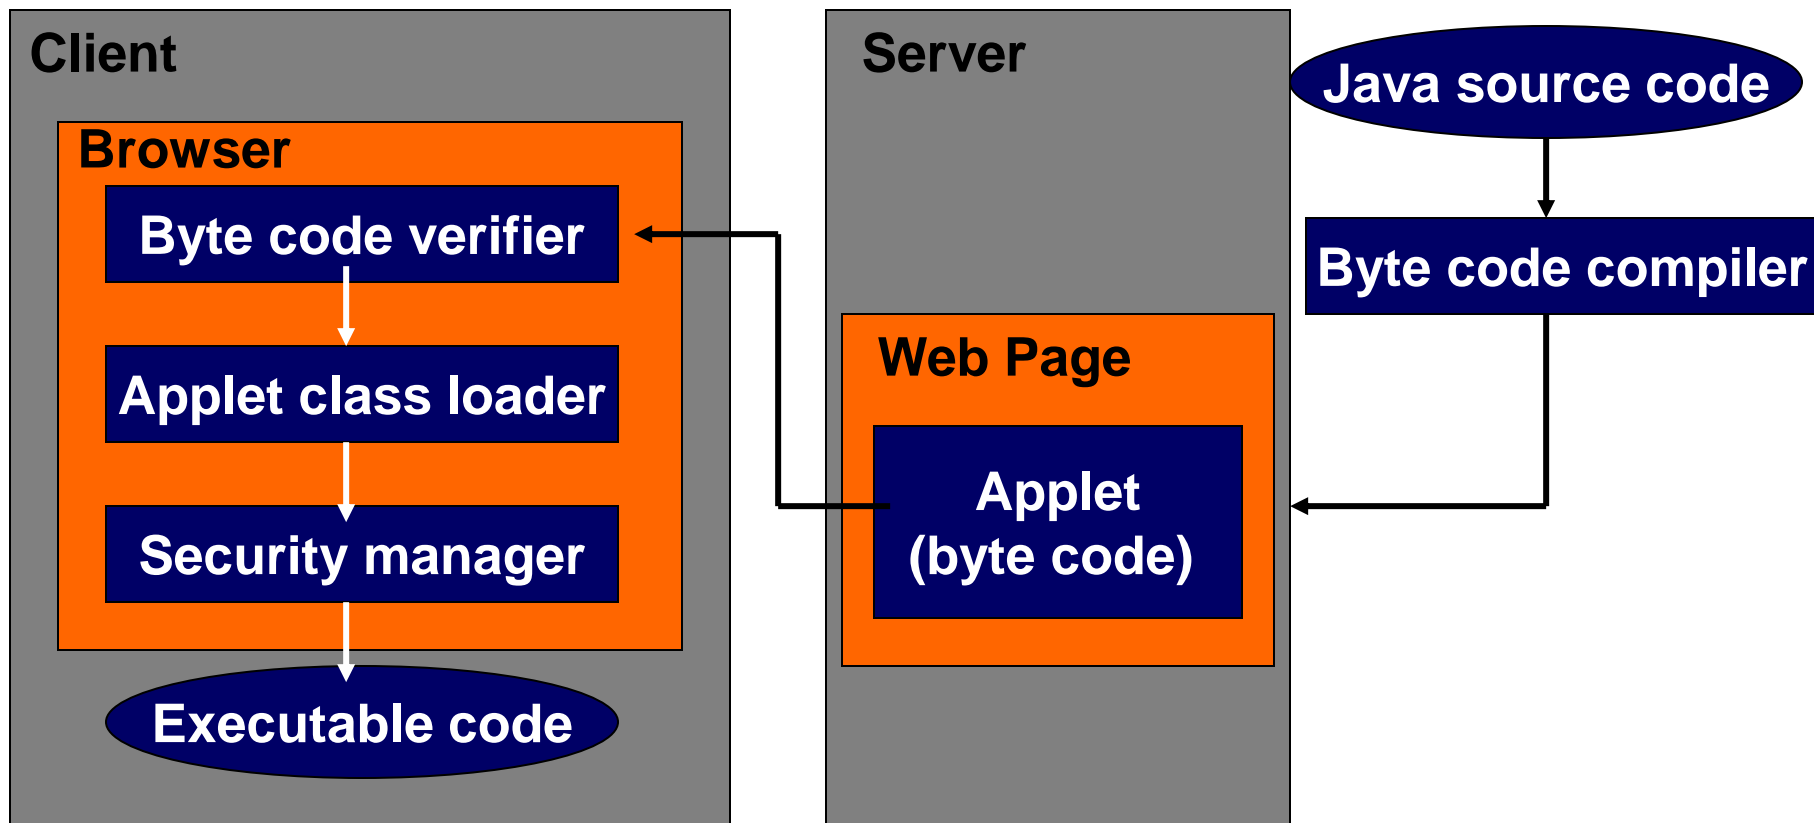 Client
Browser
Byte code verifier
Applet class loader
Security manager
Executable code
Server
Web Page
Applet
(byte code)
Java source code
Byte code compiler